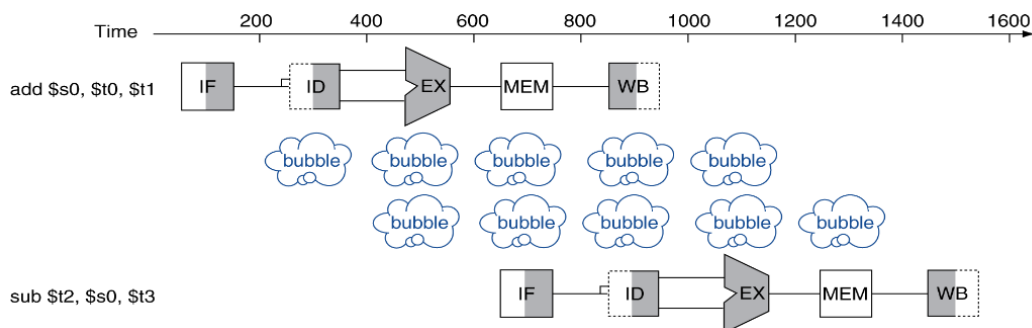 200 400 600 800 1000 1200 1400 1600
Time
add $s0, $t0, $t1 IF ID EX MEM WB
bubble bubble bubble bubble bubble
bubble bubble bubble bubble bubble
sub $t2, $s0, $t3 IF ID EX MEM WB